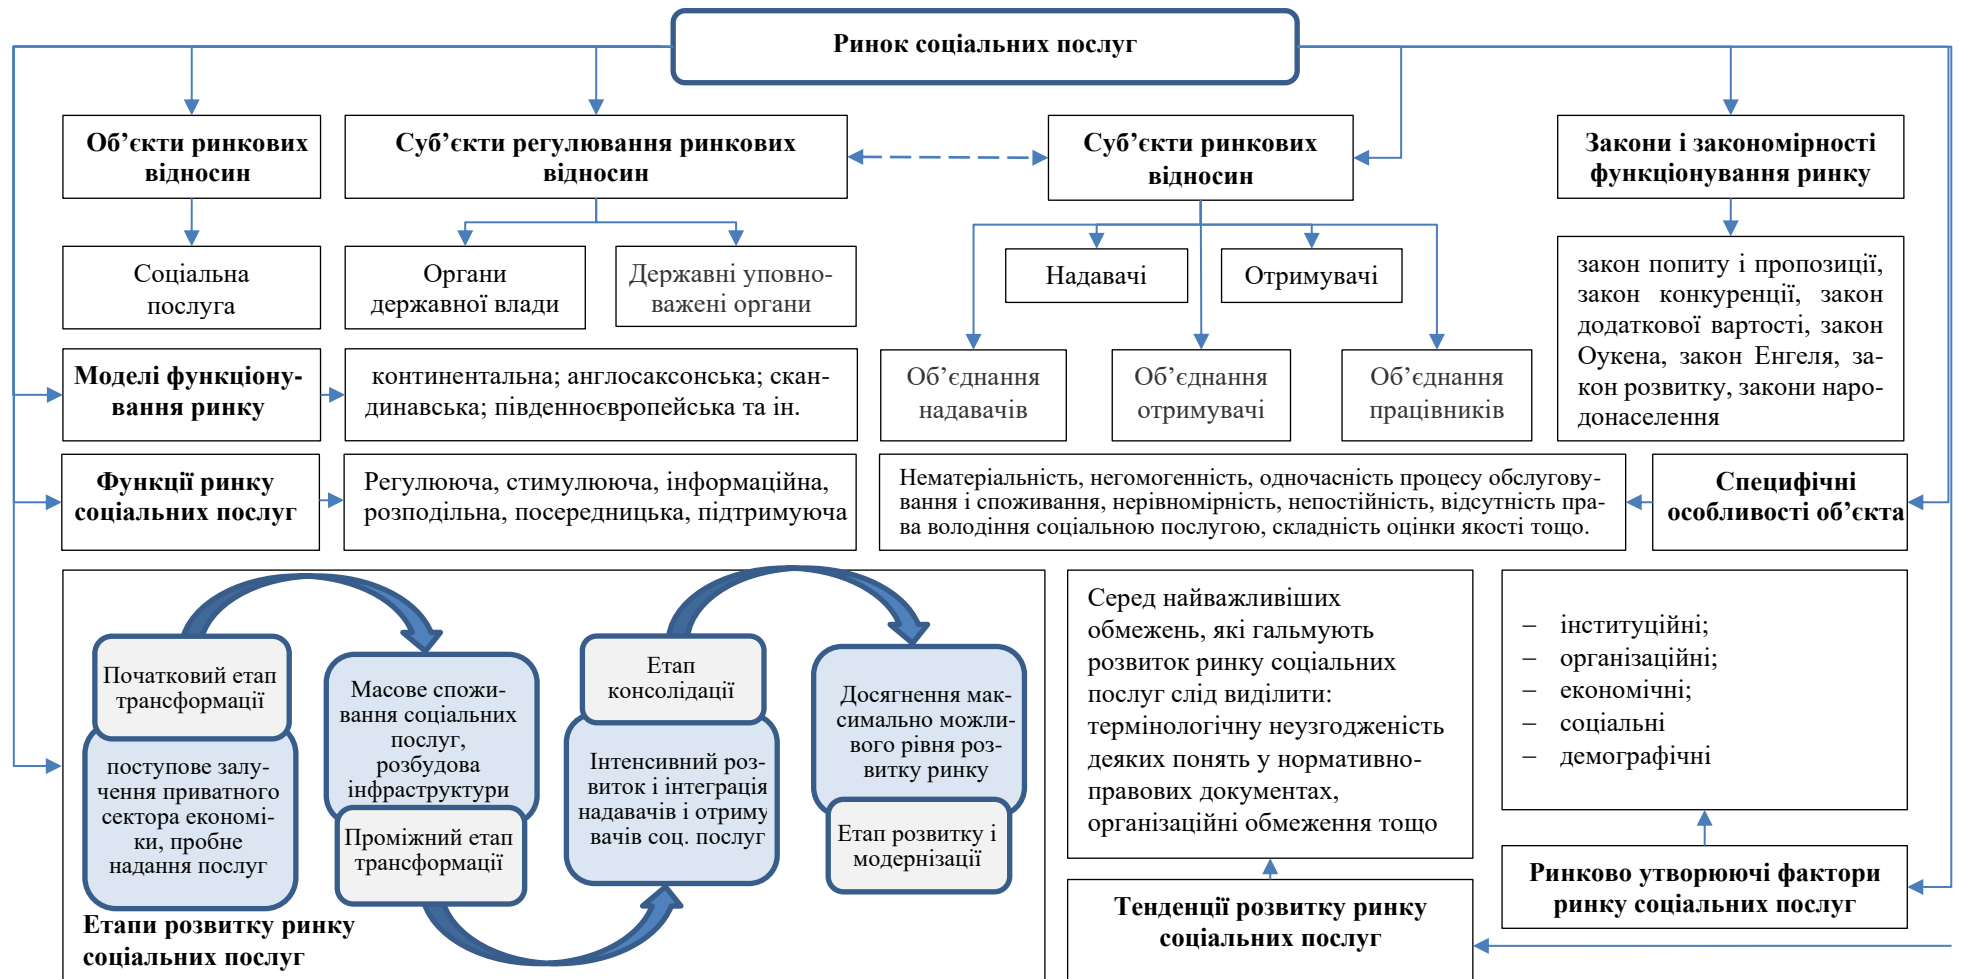 Ринок соціальних послуг
Об’єкти ринкових
відносин
Суб’єкти регулювання ринкових
відносин
Суб’єкти ринкових
відносин
Закони і закономірності
функціонування ринку
Соціальна
послуга
Органи
державної влади
Державні уповно-
важені органи
Надавачі
Отримувачі
Об’єднання
надавачів
Об’єднання
отримувачі
Об’єднання
працівників
закон попиту і пропозиції,
закон конкуренції, закон
додаткової вартості, закон
Оукена, закон Енгеля, за-
кон розвитку, закони наро-
донаселення
Моделі функціону-
вання ринку
континентальна; англосаксонська; скан-
динавська; південноєвропейська та ін.
Функції ринку
соціальних послуг
Регулююча, стимулююча, інформаційна,
розподільна, посередницька, підтримуюча
Нематеріальність, негомогенність, одночасність процесу обслугову-
вання і споживання, нерівномірність, непостійність, відсутність пра-
ва володіння соціальною послугою, складність оцінки якості тощо.
Специфічні
особливості об’єкта
Початковий етап
трансформації
поступове залу-
чення приватного
сектора економі-
ки, пробне
надання послуг
Масове спожи-
вання соціальних
послуг,
розбудова
інфраструктури
Проміжний етап
трансформації
Етап
консолідації
Інтенсивний роз-
виток і інтеграція
надавачів і отриму
вачів соц. послуг
Досягнення мак-
симально можли-
вого рівня роз-
витку ринку
Етап розвитку і
модернізації
Етапи розвитку ринку
соціальних послуг
Серед найважливіших
обмежень, які гальмують
розвиток ринку соціальних
послуг слід виділити:
термінологічну неузгодженість
деяких понять у нормативно-
правових документах,
організаційні обмеження тощо
Тенденції розвитку ринку
соціальних послуг
– інституційні;
– організаційні;
– економічні;
– соціальні
– демографічні
Ринково утворюючі фактори
ринку соціальних послуг